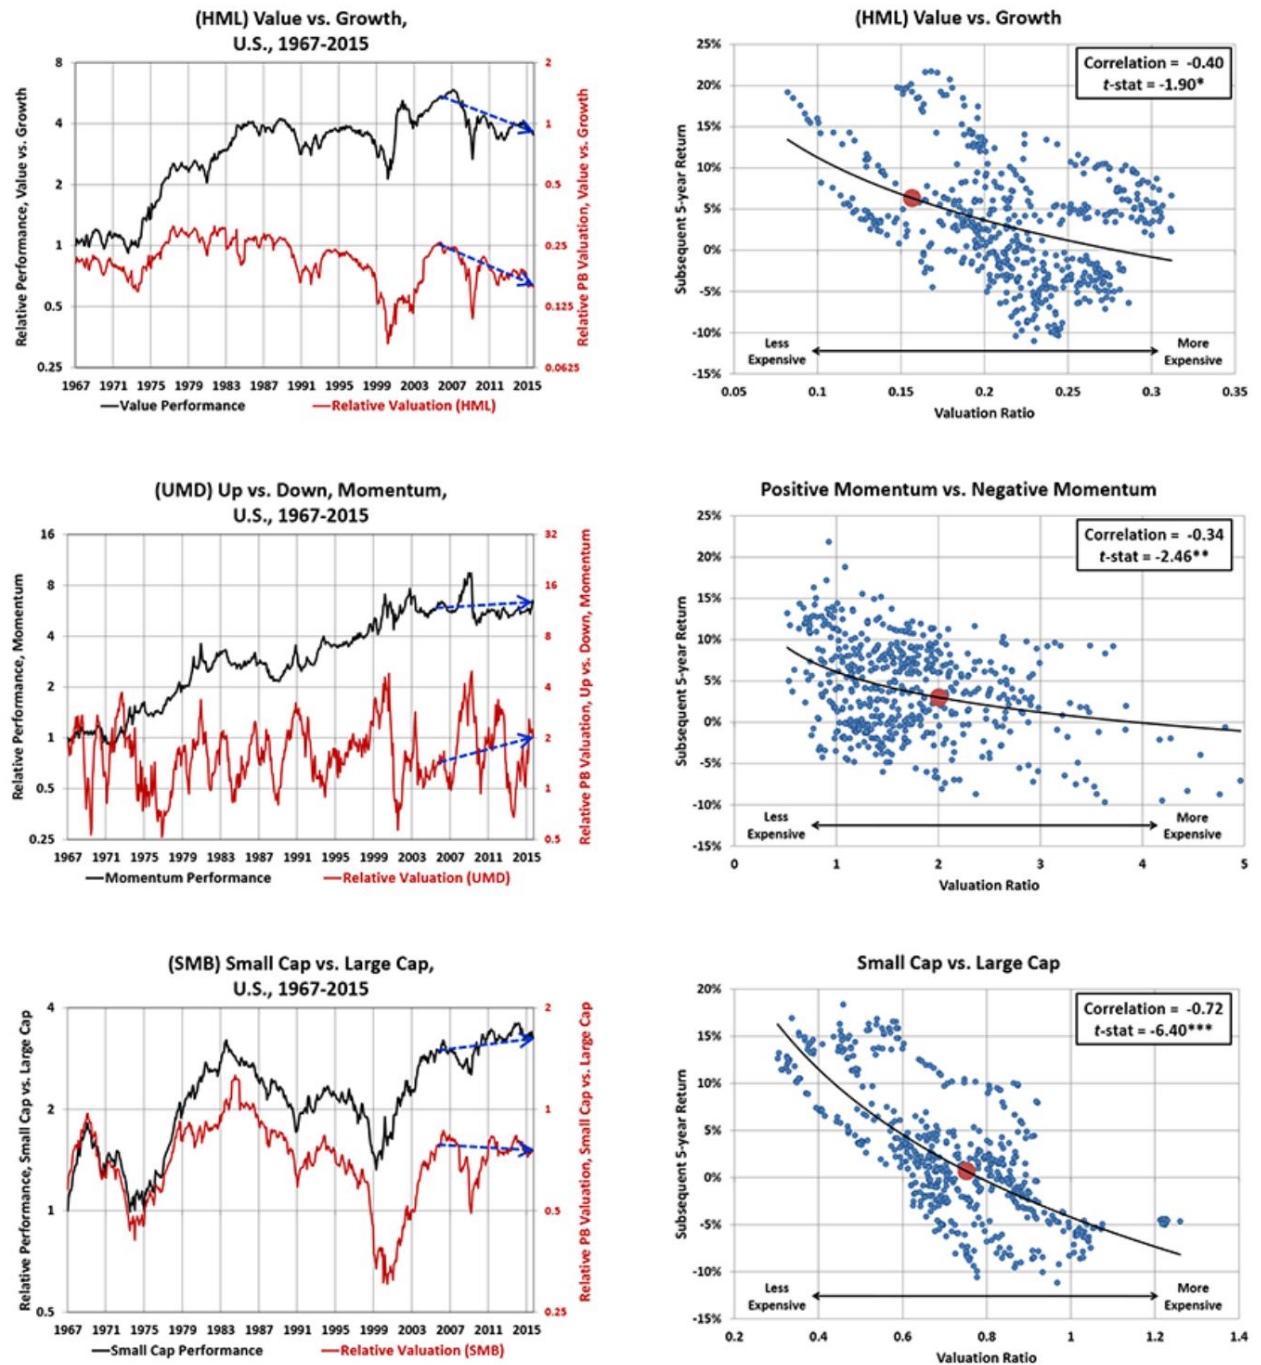 (HML) Value vs. Growth,
U.S., 1967-2015
Relative Performance, Value vs. Growth
8
4
2
1
0.5
0.25
2
1
0.5
0.25
0.125
0.0625
Relative PB Valuation, Value vs. Growth
1967 1971 1975 1979 1983 1987 1991 1995 1999 2003 2007 2011 2015
Value Performance
Relative Valuation (HML)
(HML) Value vs. Growth
Correlation = -0.40
t-stat = -1.90*
Subsequent 5-year Return
25%
20%
15%
10%
5%
0%
-5%
-10%
-15%
Less
Expensive
More
Expensive
0.05 0.1 0.15 0.2 0.25 0.3 0.35
Valuation Ratio
(UMD) Up vs. Down, Momentum,
U.S., 1967-2015
Relative Performance, Momentum
16
8
4
2
1
0.5
0.25
32
16
8
4
2
1
0.5
Relative PB Valuation, Up vs. Down, Momentum
1967 1971 1975 1979 1983 1987 1991 1995 1999 2003 2007 2011 2015
Momentum Performance
Relative Valuation (UMD)
Positive Momentum vs. Negative Momentum
Correlation = -0.34
t-stat = -2.46**
Subsequent 5-year Return
25%
20%
15%
10%
5%
0%
-5%
-10%
-15%
Less
Expensive
More
Expensive
0 1 2 3 4 5
Valuation Ratio
(SMB) Small Cap vs. Large Cap,
U.S., 1967-2015
Relative Performance, Small Cap vs. Large Cap
4
2
1
0.5
2
1
0.5
0.25
Relative PB Valuation, Small Cap vs. Large Cap
1967 1971 1975 1979 1983 1987 1991 1995 1999 2003 2007 2011 2015
Small Cap Performance
Relative Valuation (SMB)
Small Cap vs. Large Cap
Correlation = -0.72
t-stat = -6.40***
Subsequent 5-year Return
20%
15%
10%
5%
0%
-5%
-10%
-15%
Less
Expensive
More
Expensive
0.2 0.4 0.6 0.8 1 1.2 1.4
Valuation Ratio